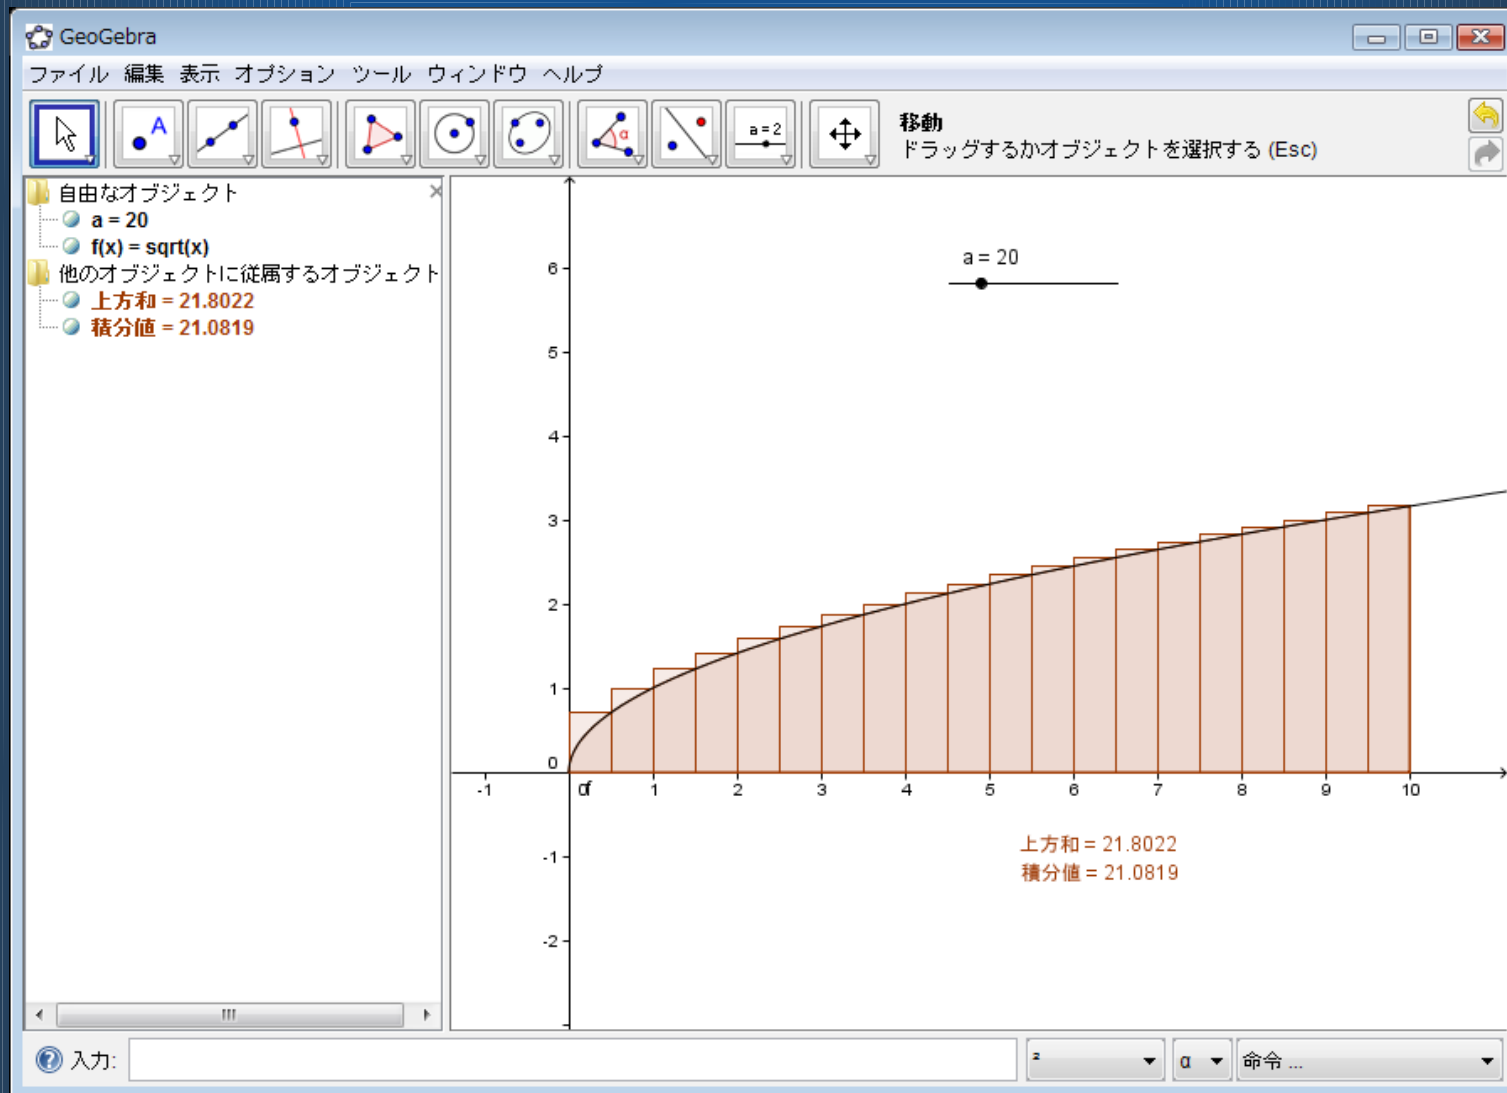 GeoGebra
ファイル 編集 表示 オプション ツール ウィンドウ ヘルプ
A
α
a = 2
移動
ドラッグするかオブジェクトを選択する (Esc)
自由なオブジェクト
a = 20
f(x) = sqrt(x)
他のオブジェクトに従属するオブジェクト
上方和 = 21.8022
積分値 = 21.0819
a = 20
6
5
4
3
2
1
0
-1 0 f 1 2 3 4 5 6 7 8 9 10
-1
-2
上方和 = 21.8022
積分値 = 21.0819
入力:
²
α
命令 ...